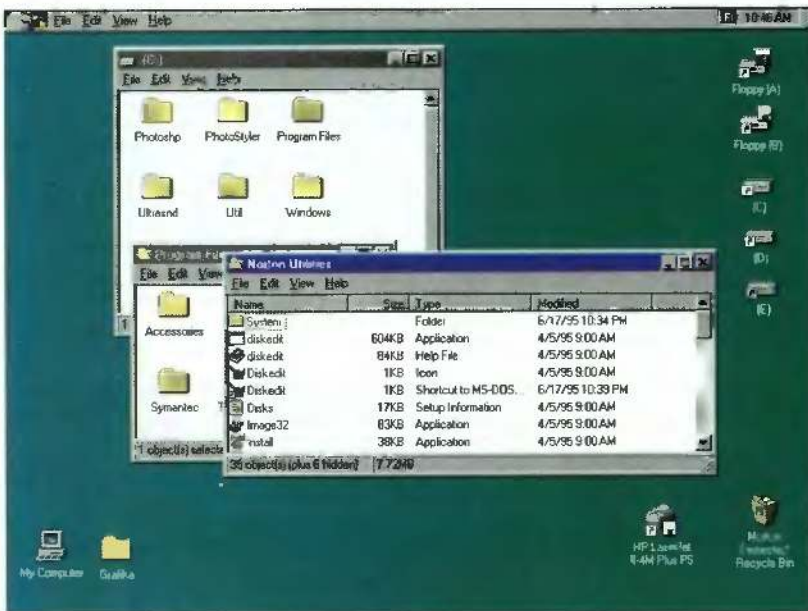 File Edit View Help
10:46 AM
(C:)
File Edit View Help
Photoshp PhotoStyler Program Files
Ultrasnd Util Windows
Floppy (A)
Floppy (B)
(C)
(D)
(E)
Program
File Edit View
Accessories
Symantec
1 object(s) selecte
Norton Utilities
File Edit View Help
Name Size Type Modified
System Folder 6/17/95 10:34 PM
diskedit 604KB Application 4/5/95 9:00 AM
diskedit 84KB Help File 4/5/95 9:00 AM
Diskedit 1KB Icon 4/5/95 9:00 AM
Diskedit 1KB Shortcut to MS-DOS... 6/17/95 10:39 PM
Disks 17KB Setup Information 4/5/95 9:00 AM
Image32 83KB Application 4/5/95 9:00 AM
Install 38KB Application 4/5/95 9:00 AM
35 object(s) (plus 6 hidden) 7.72MB
My Computer
Grafika
HP LaserJet
4-4M Plus PS
Recycle Bin